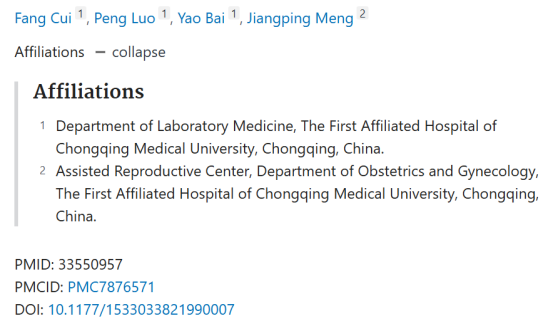 Fang Cui 1, Peng Luo 1, Yao Bai 1, Jiangping Meng 2
Affiliations — collapse
Affiliations
1 Department of Laboratory Medicine, The First Affiliated Hospital of
Chongqing Medical University, Chongqing, China.
2 Assisted Reproductive Center, Department of Obstetrics and Gynecology,
The First Affiliated Hospital of Chongqing Medical University, Chongqing,
China.
PMID: 33550957
PMCID: PMC7876571
DOI: 10.1177/1533033821990007